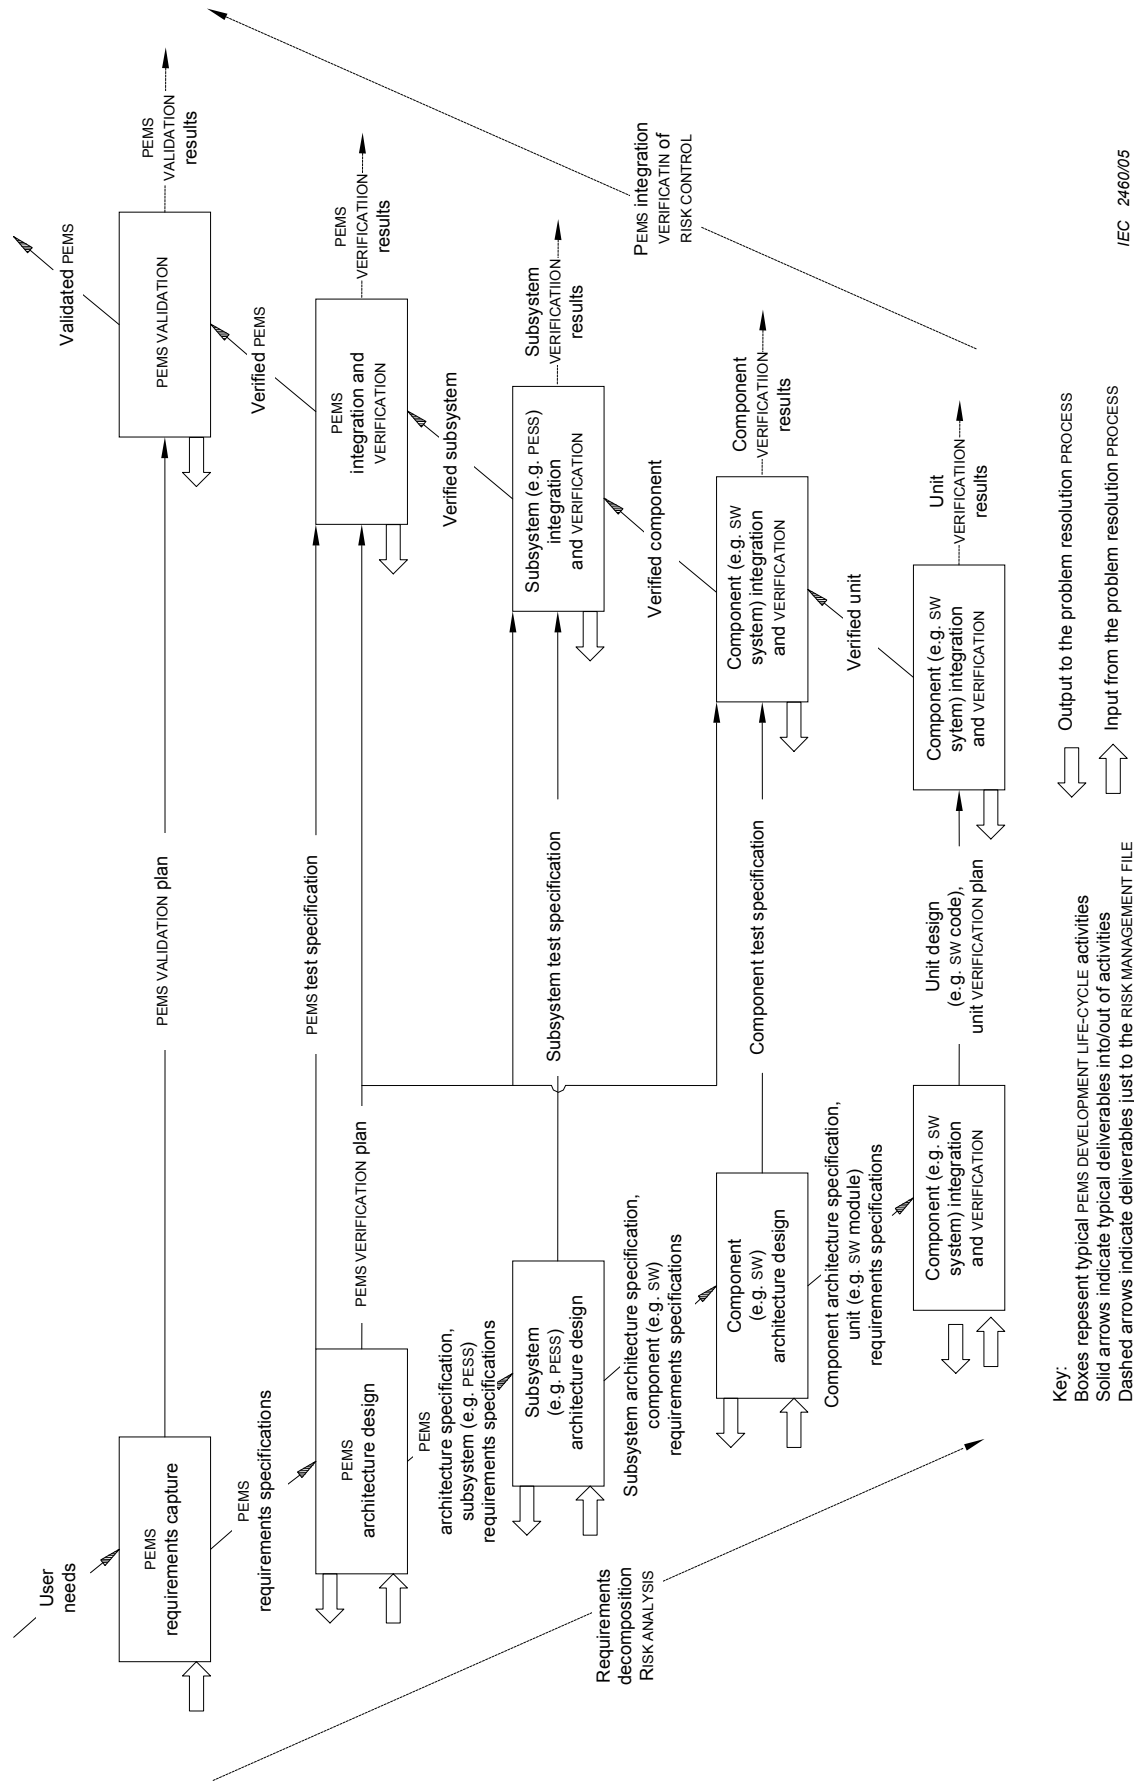 User
needs
PEMS
requirements capture
PEMS
requirements specifications
PEMS
architecture design
PEMS
architecture specification,
subsystem (e.g. PESS)
requirements specifications
Subsystem
(e.g. PESS)
architecture design
Subsystem architecture specification,
component (e.g. SW)
requirements specifications
Component
(e.g. SW)
architecture design
Component architecture specification,
unit (e.g. SW module)
requirements specifications
Component (e.g. SW
system) integration
and VERIFICATION
Requirements
decomposition
RISK ANALYSIS
PEMS VALIDATION plan
PEMS test specification
PEMS VERIFICATION plan
Subsystem test specification
Component test specification
Unit design
(e.g. SW code),
unit VERIFICATION plan
Validated PEMS
PEMS VALIDATION
PEMS
VALIDATION
results
Verified PEMS
PEMS
integration and
VERIFICATION
PEMS
VERIFICATIION
results
Verified subsystem
Subsystem (e.g. PESS)
integration
and VERIFICATION
Subsystem
VERIFICATIION
results
Verified component
Component (e.g. SW
system) integration
and VERIFICATION
Component
VERIFICATIION
results
Verified unit
Component (e.g. SW
sytem) integration
and VERIFICATION
Unit
VERIFICATIION
results
PEMS integration
VERIFICATIN of
RISK CONTROL
Key:
Boxes repesent typical PEMS DEVELOPMENT LIFE-CYCLE activities
Solid arrows indicate typical deliverables into/out of activities
Dashed arrows indicate deliverables just to the RISK MANAGEMENT FILE
Output to the problem resolution PROCESS
Input from the problem resolution PROCESS
IEC 2460/05